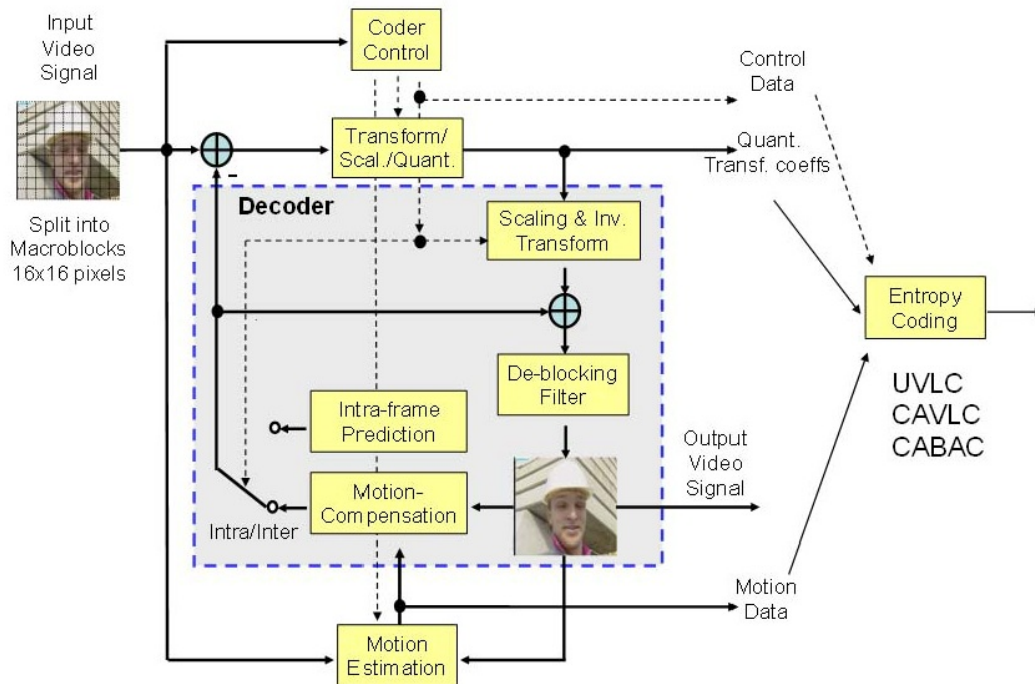 Input
Video
Signal
Coder
Control
Control
Data
Transform/
Scal./Quant.
Quant.
Transf. coeffs
-
Decoder
Split into
Macroblocks
16x16 pixels
Scaling & Inv.
Transform
Entropy
Coding
De-blocking
Filter
UVLC
CAVLC
CABAC
Intra-frame
Prediction
Output
Video
Signal
Motion-
Compensation
Intra/Inter
Motion
Data
Motion
Estimation